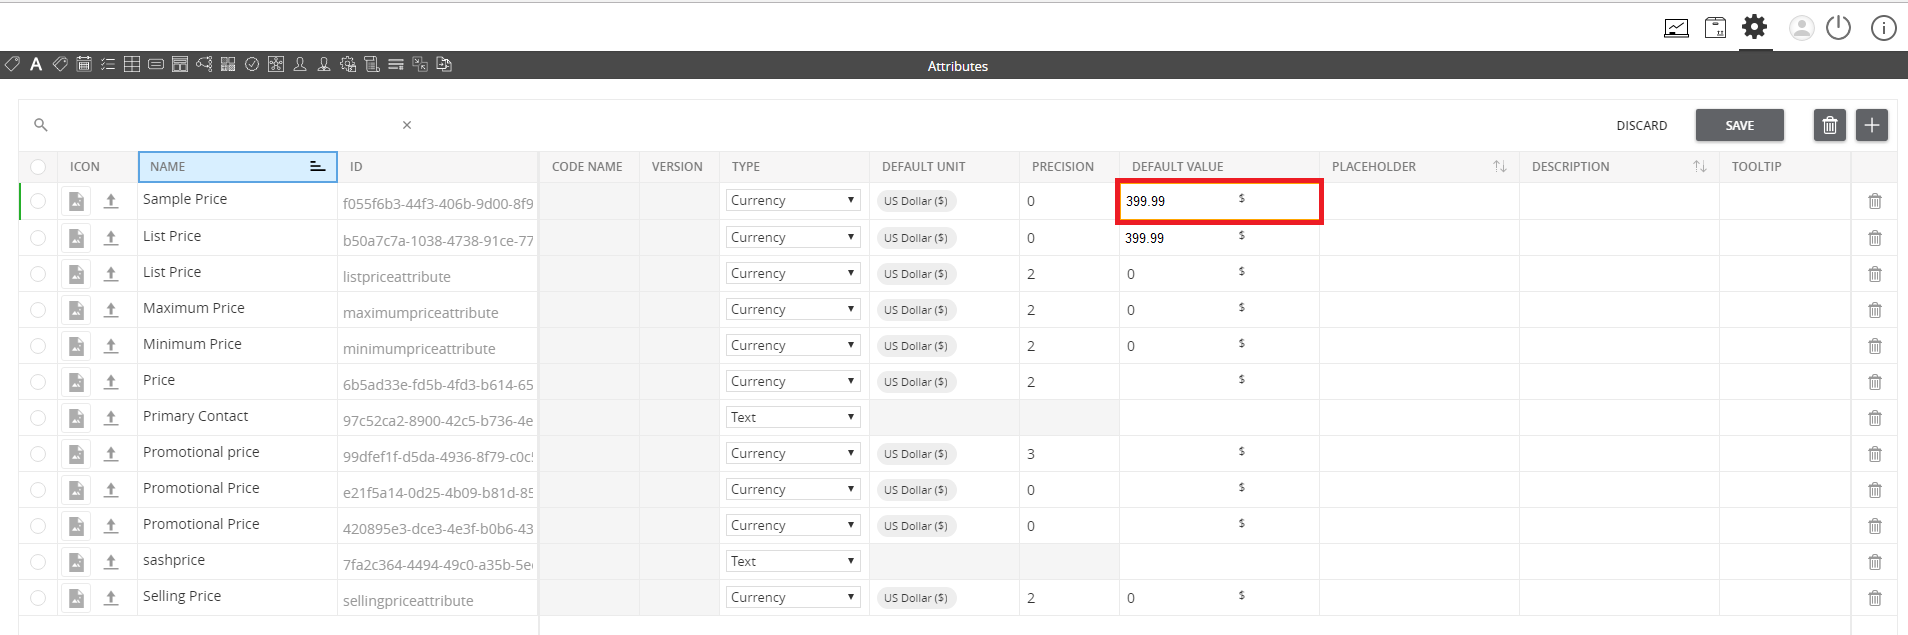 Attributes
DISCARD SAVE
ICON NAME ID CODE NAME VERSION TYPE DEFAULT UNIT PRECISION DEFAULT VALUE PLACEHOLDER DESCRIPTION TOOLTIP
Sample Price f055f6b3-44f3-406b-9d00-8f9 Currency US Dollar ($) 0 399.99 $
List Price b50a7c7a-1038-4738-91ce-77 Currency US Dollar ($) 0 399.99 $
List Price listpriceattribute Currency US Dollar ($) 2 0 $
Maximum Price maximumpriceattribute Currency US Dollar ($) 2 0 $
Minimum Price minimumpriceattribute Currency US Dollar ($) 2 0 $
Price 6b5ad33e-fd5b-4fd3-b614-65 Currency US Dollar ($) 2 $
Primary Contact 97c52ca2-8900-42c5-b736-4e Text
Promotional price 99dfef1f-d5da-4936-8f79-c0c5 Currency US Dollar ($) 3 $
Promotional Price e21f5a14-0d25-4b09-b81d-85 Currency US Dollar ($) 0 $
Promotional Price 420895e3-dce3-4e3f-b0b6-43 Currency US Dollar ($) 0 $
sashprice 7fa2c364-4494-49c0-a35b-5e Text
Selling Price sellingpriceattribute Currency US Dollar ($) 2 0 $